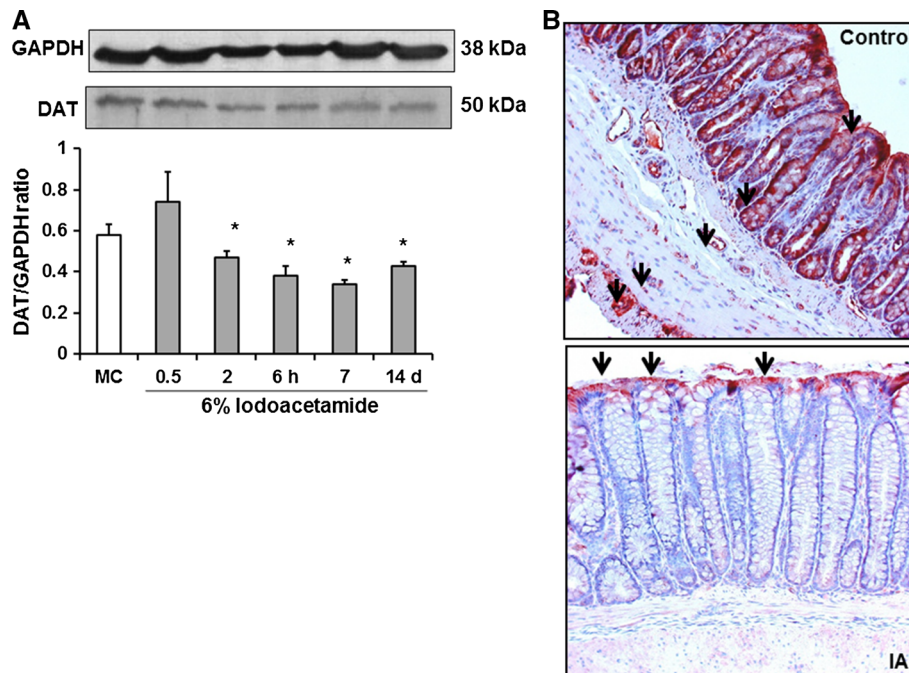 A
GAPDH 38 kDa
DAT 50 kDa
DAT/GAPDH ratio
1
0.8
0.6
0.4
0.2
0
* * * *
MC 0.5 2 6 h 7 14 d
6% Iodoacetamide
B
Contro
IA